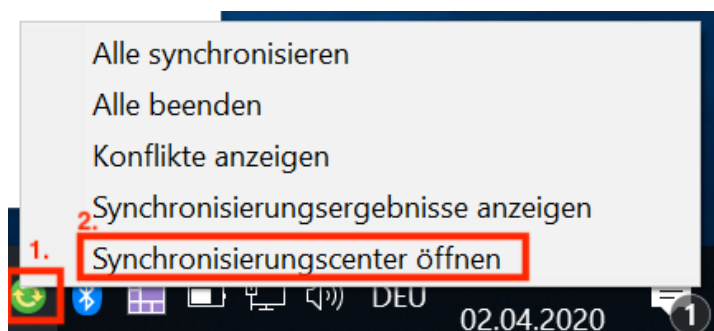 Alle synchronisieren
Alle beenden
Konflikte anzeigen
Synchronisierungsergebnisse anzeigen
2.
1.
Synchronisierungscenter öffnen
DEU
02.04.2020
1